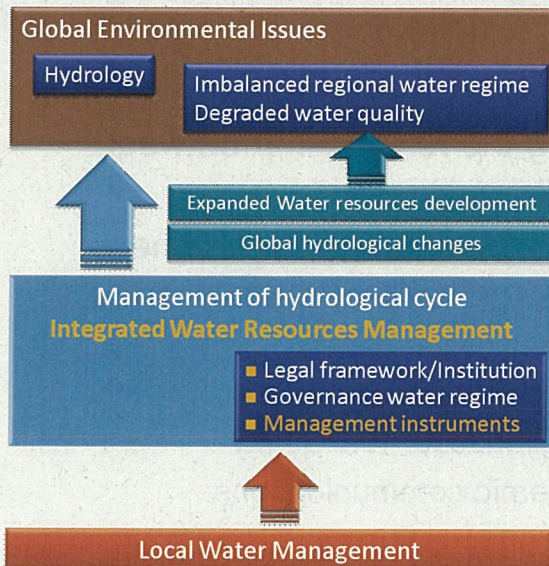 Global Environmental Issues
Hydrology
Imbalanced regional water regime
Degraded water quality
Expanded Water resources development
Global hydrological changes
Management of hydrological cycle
Integrated Water Resources Management
■ Legal framework/Institution
■ Governance water regime
■ Management instruments
Local Water Management